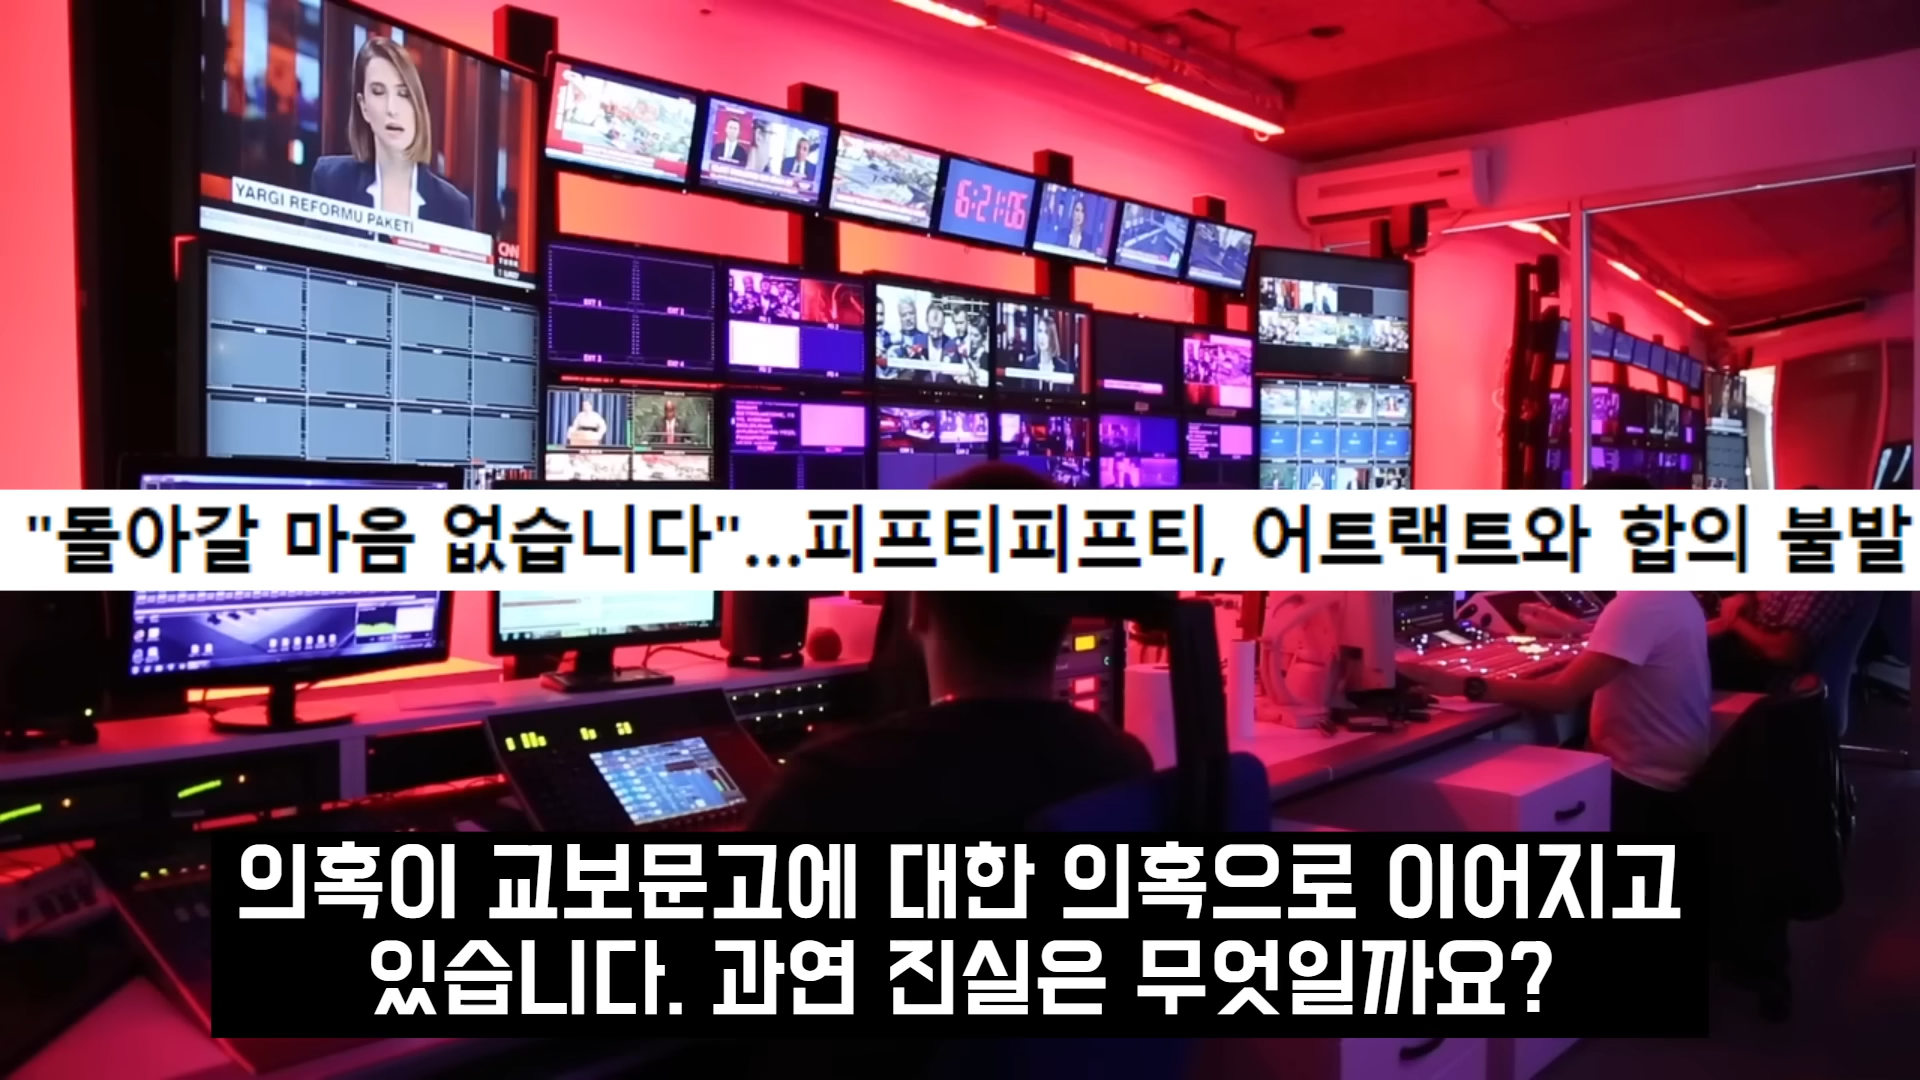 YARGI REFORMU PAKETİ
CNN
TÜRK
6:21:06
"돌아갈 마음 없습니다"...피프티피프티, 어트랙트와 합의 불발
의혹이 교보문고에 대한 의혹으로 이어지고
있습니다. 과연 진실은 무엇일까요?